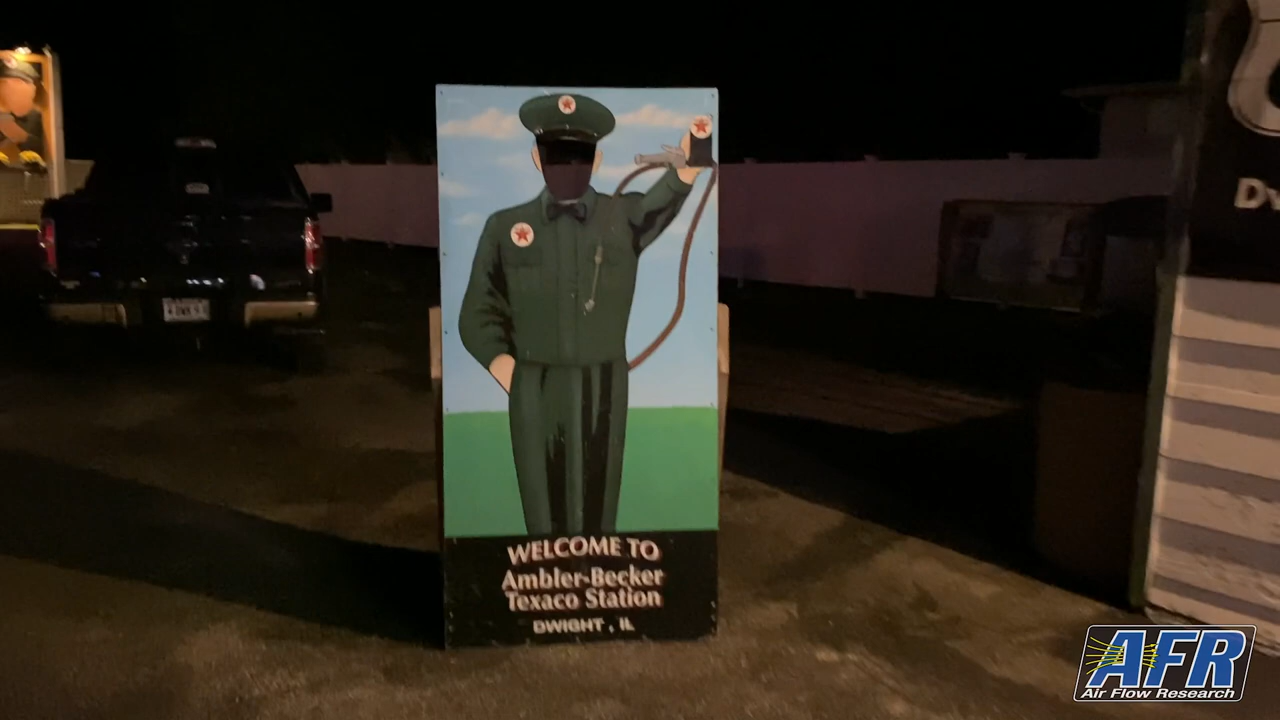 WELCOME TO
Ambler-Becker
Texaco Station
DWIGHT, IL
AFR
Air Flow Research